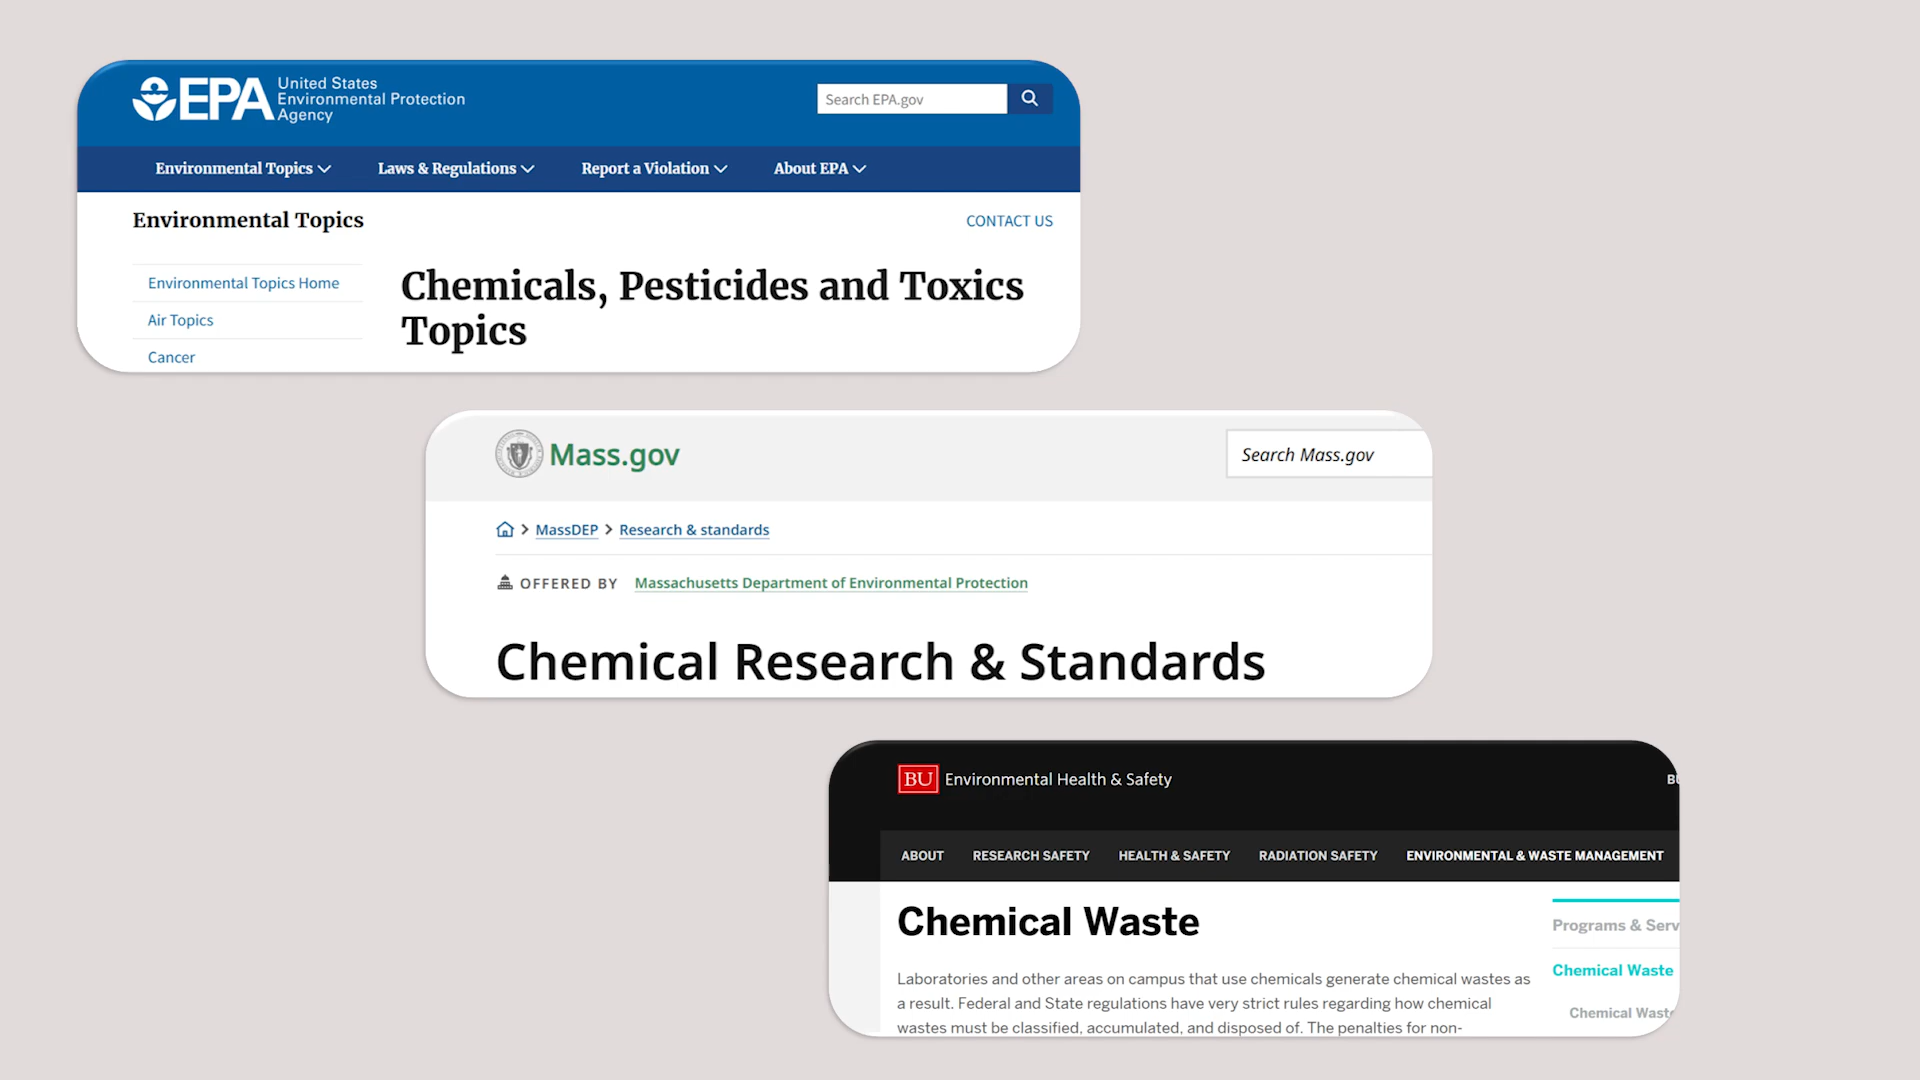 EPA United States
Environmental Protection
Agency
Search EPA.gov
Environmental Topics Laws & Regulations Report a Violation About EPA
Environmental Topics
CONTACT US
Environmental Topics Home
Air Topics
Cancer
Chemicals, Pesticides and Toxics
Topics
Mass.gov
Search Mass.gov
MassDEP > Research & standards
OFFERED BY Massachusetts Department of Environmental Protection
Chemical Research & Standards
BU Environmental Health & Safety
ABOUT RESEARCH SAFETY HEALTH & SAFETY RADIATION SAFETY ENVIRONMENTAL & WASTE MANAGEMENT
Chemical Waste
Laboratories and other areas on campus that use chemicals generate chemical wastes as
a result. Federal and State regulations have very strict rules regarding how chemical
wastes must be classified, accumulated, and disposed of. The penalties for non-
Programs & Serv
Chemical Waste
Chemical Waste